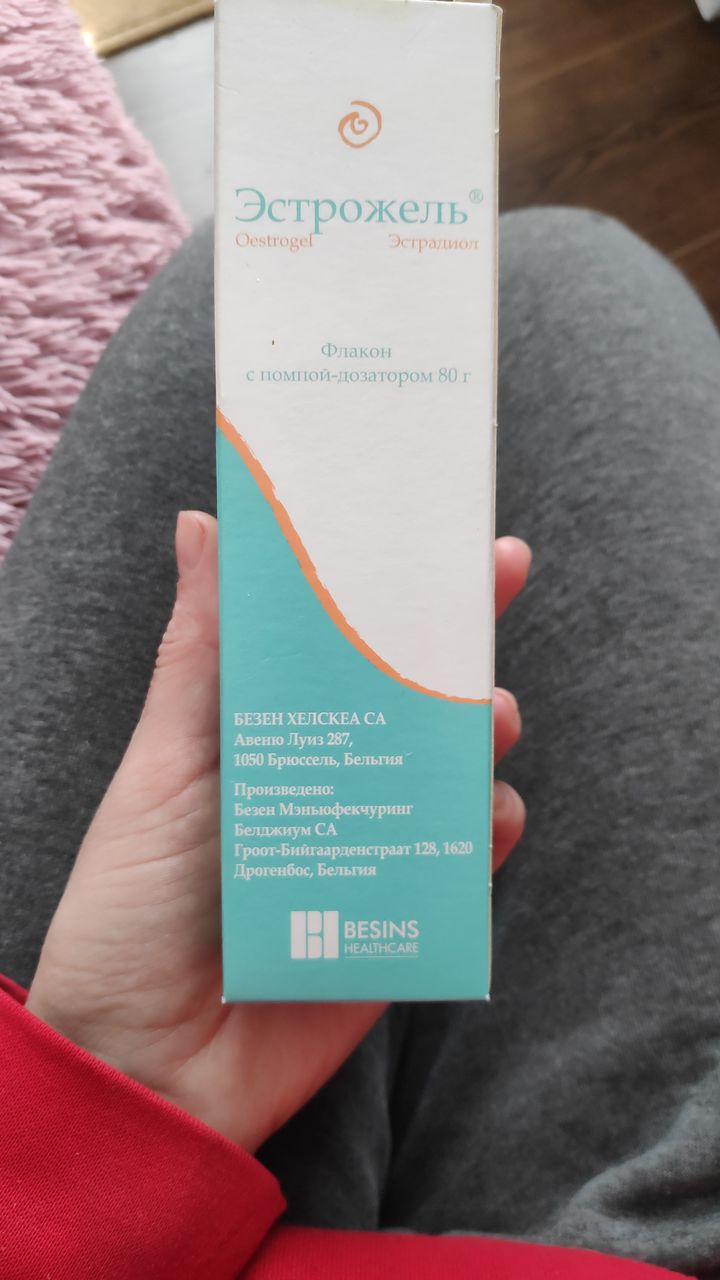 Эстрожель®
Oestrogel Эстрадиол
Флакон
с помпой-дозатором 80 г
БЕЗЕН ХЕЛСКЕА СА
Авеню Луиз 287,
1050 Брюссель, Бельгия
Произведено:
Безен Мэньюфекчуринг
Белджиум СА
Гроот-Бийгаарденстраат 128, 1620
Дрогенбос, Бельгия
BESINS
HEALTHCARE